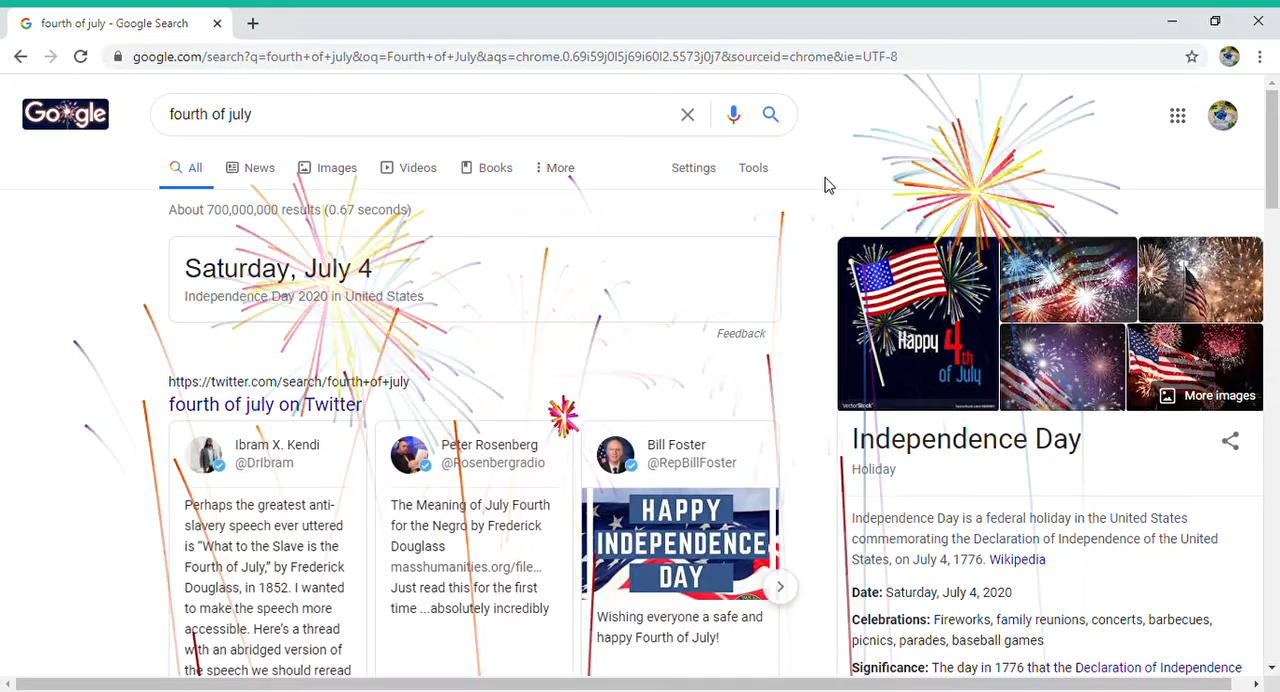 fourth of july - Google Search
google.com/search?q=fourth+of+july&oq=Fourth+of+July&aqs=chrome.0.69i59j0l5j69i60l2.5573j0j7&sourceid=chrome&ie=UTF-8
Google
fourth of july
All
News
Images
Videos
Books
More
Settings
Tools
About 700,000,000 results (0.67 seconds)
Saturday, July 4
Independence Day 2020 in United States
Feedback
https://twitter.com/search/fourth+of+july
fourth of july on Twitter
Ibram X. Kendi
@DrIbram
Perhaps the greatest anti-
slavery speech ever uttered
is “What to the Slave is the
Fourth of July,” by Frederick
Douglass, in 1852. I wanted
to make the speech more
accessible. Here’s a thread
with an abridged version of
the speech we should reread
Peter Rosenberg
@Rosenbergradio
The Meaning of July Fourth
for the Negro by Frederick
Douglass
masshumanities.org/file...
Just read this for the first
time ...absolutely incredibly
Bill Foster
@RepBillFoster
HAPPY
INDEPENDENCE
DAY
Wishing everyone a safe and
happy Fourth of July!
Happy 4th
of July
VectorStock
More images
Independence Day
Holiday
Independence Day is a federal holiday in the United States
commemorating the Declaration of Independence of the United
States, on July 4, 1776. Wikipedia
Date: Saturday, July 4, 2020
Celebrations: Fireworks, family reunions, concerts, barbecues,
picnics, parades, baseball games
Significance: The day in 1776 that the Declaration of Independence